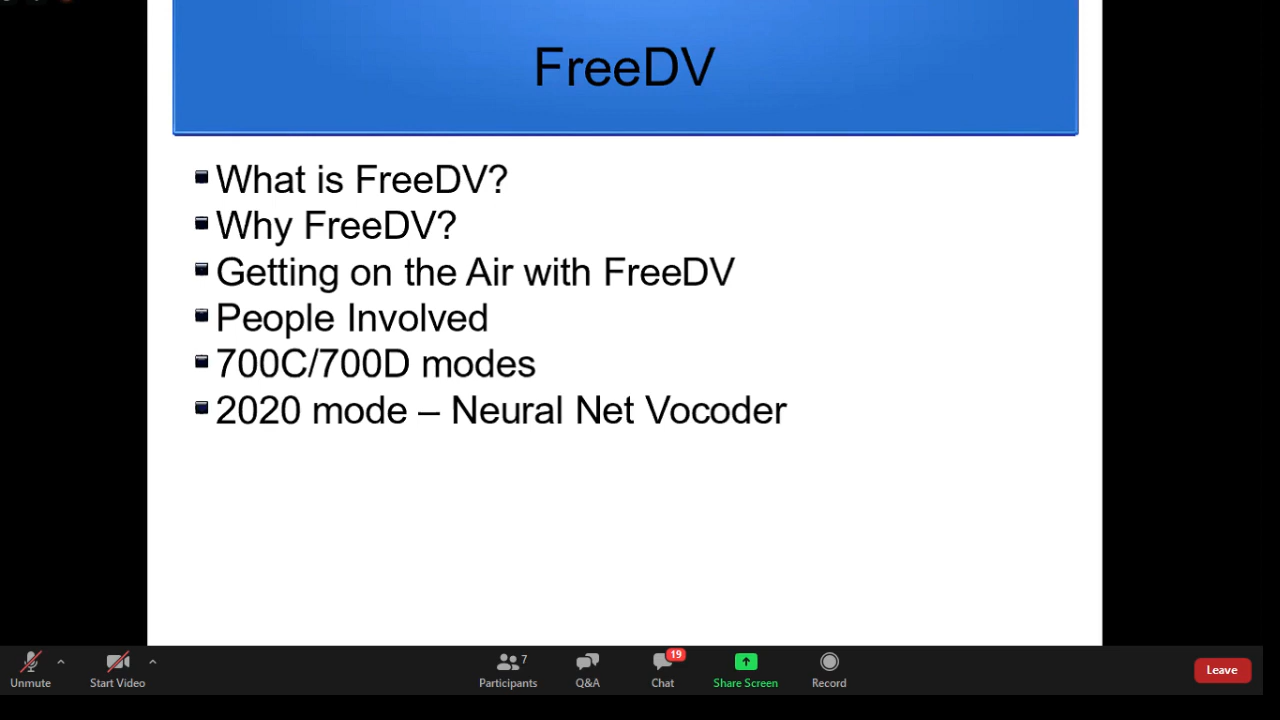 FreeDV
What is FreeDV?
Why FreeDV?
Getting on the Air with FreeDV
People Involved
700C/700D modes
2020 mode – Neural Net Vocoder
7 19
Unmute Start Video Participants Q&A Chat Share Screen Record Leave